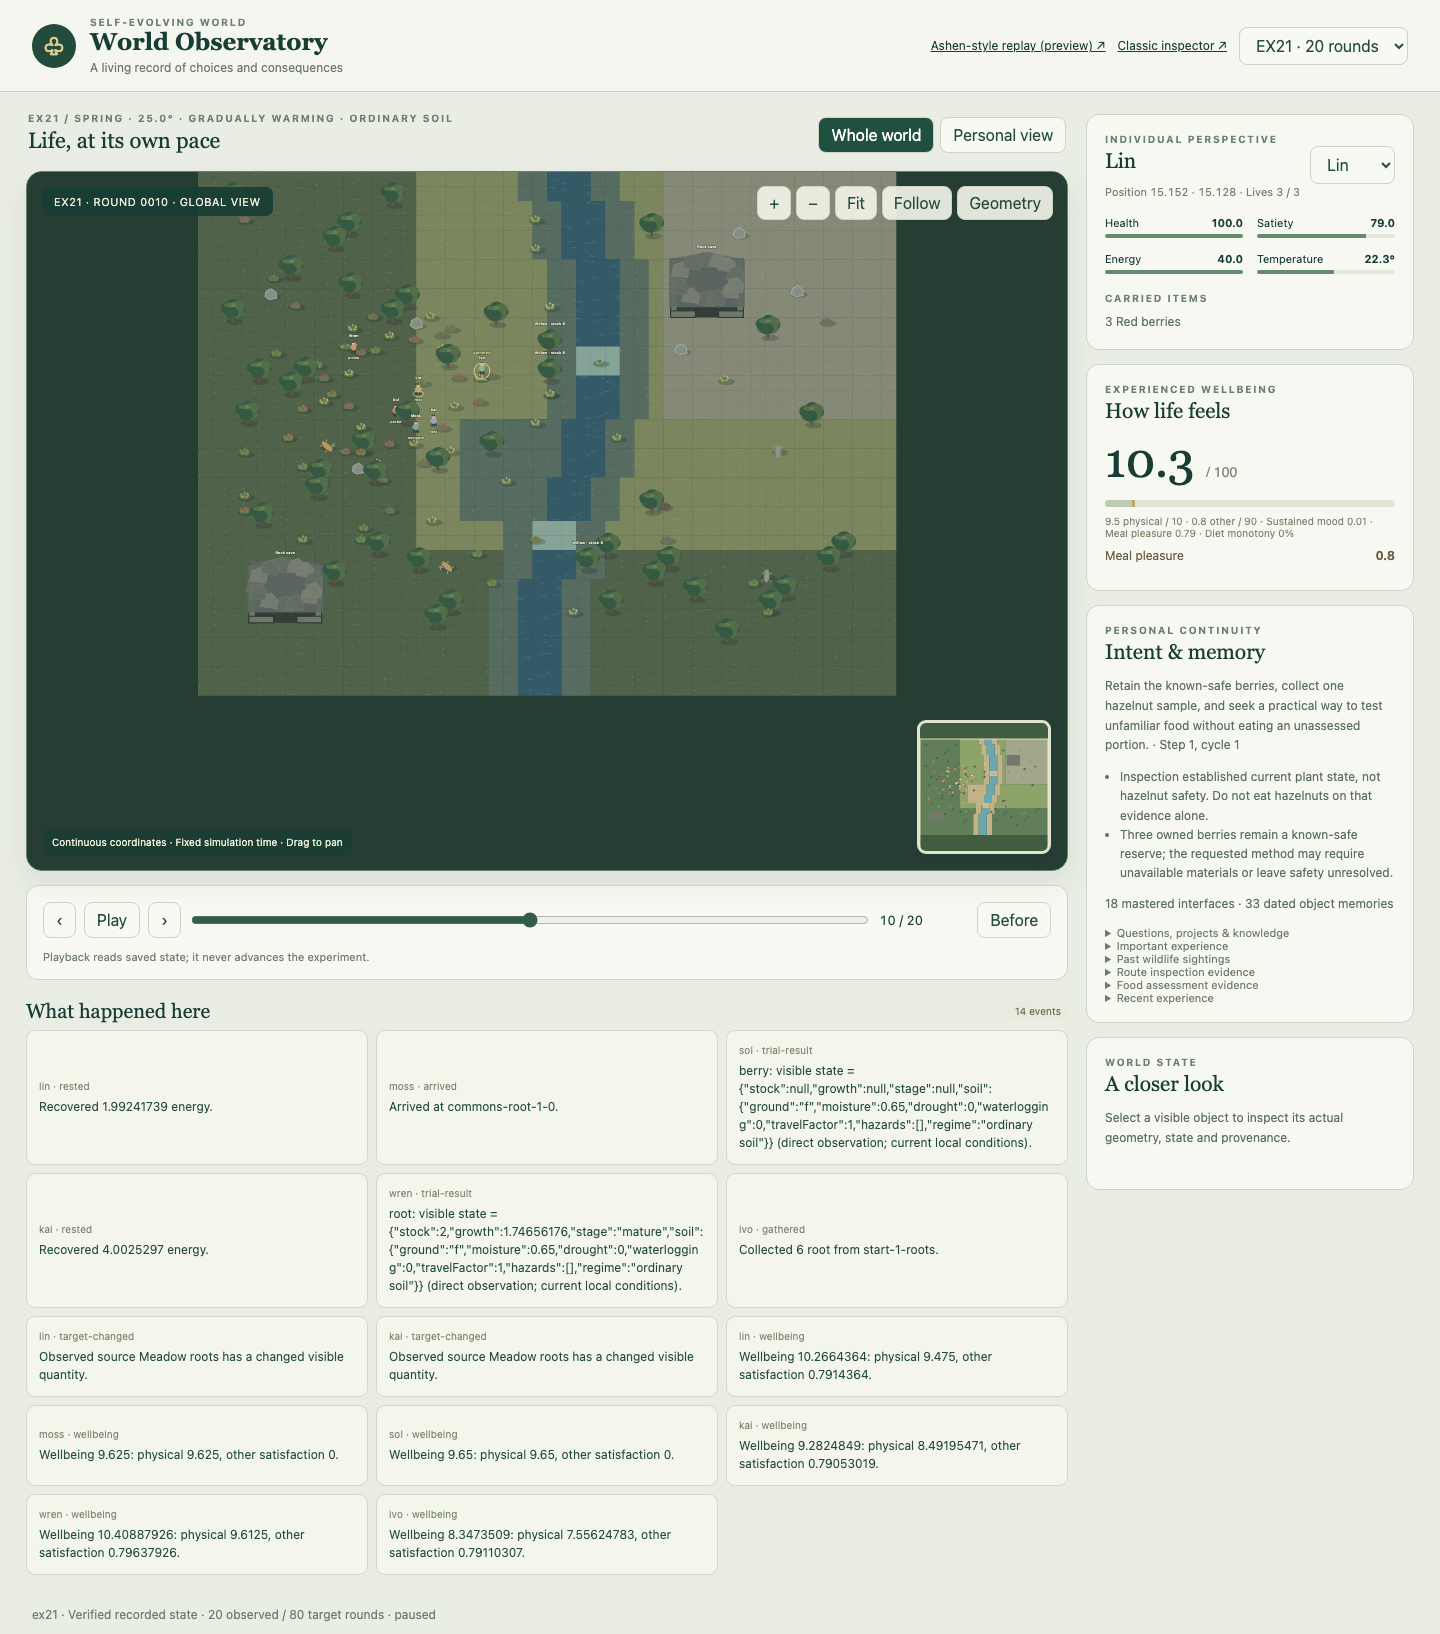 SELF-EVOLVING WORLD
World Observatory
A living record of choices and consequences
Ashen-style replay (preview) ↗
Classic inspector ↗
EX21 · 20 rounds
EX21 / SPRING · 25.0° · GRADUALLY WARMING · ORDINARY SOIL
Life, at its own pace
Whole world
Personal view
EX21 · ROUND 0010 · GLOBAL VIEW
+
−
Fit
Follow
Geometry
Rock cave
Wren
Willow · stock 8
Willow · stock 8
Lin
Sol
Kai
Moss
Rock cave
Continuous coordinates · Fixed simulation time · Drag to pan
‹
Play
›
10 / 20
Before
Playback reads saved state; it never advances the experiment.
What happened here
14 events
lin · rested
Recovered 1.99241739 energy.
moss · arrived
Arrived at commons-root-1-0.
sol · trial-result
berry: visible state =
{"stock":null,"growth":null,"stage":null,"soil":
{"ground":"f","moisture":0.65,"drought":0,"waterloggin
g":0,"travelFactor":1,"hazards":[],"regime":"ordinary
soil"}} (direct observation; current local conditions).
kai · rested
Recovered 4.0025297 energy.
wren · trial-result
root: visible state =
{"stock":2,"growth":1.74656176,"stage":"mature","soil":
{"ground":"f","moisture":0.65,"drought":0,"waterloggin
g":0,"travelFactor":1,"hazards":[],"regime":"ordinary
soil"}} (direct observation; current local conditions).
ivo · gathered
Collected 6 root from start-1-roots.
lin · target-changed
Observed source Meadow roots has a changed visible
quantity.
kai · target-changed
Observed source Meadow roots has a changed visible
quantity.
lin · wellbeing
Wellbeing 10.2664364: physical 9.475, other
satisfaction 0.7914364.
moss · wellbeing
Wellbeing 9.625: physical 9.625, other satisfaction 0.
sol · wellbeing
Wellbeing 9.65: physical 9.65, other satisfaction 0.
kai · wellbeing
Wellbeing 9.2824849: physical 8.49195471, other
satisfaction 0.79053019.
wren · wellbeing
Wellbeing 10.40887926: physical 9.6125, other
satisfaction 0.79637926.
ivo · wellbeing
Wellbeing 8.3473509: physical 7.55624783, other
satisfaction 0.79110307.
ex21 · Verified recorded state · 20 observed / 80 target rounds · paused
INDIVIDUAL PERSPECTIVE
Lin
Lin
Position 15.152 · 15.128 · Lives 3 / 3
Health 100.0
Satiety 79.0
Energy 40.0
Temperature 22.3°
CARRIED ITEMS
3 Red berries
EXPERIENCED WELLBEING
How life feels
10.3 / 100
9.5 physical / 10 · 0.8 other / 90 · Sustained mood 0.01 ·
Meal pleasure 0.79 · Diet monotony 0%
Meal pleasure 0.8
PERSONAL CONTINUITY
Intent & memory
Retain the known-safe berries, collect one
hazelnut sample, and seek a practical way to test
unfamiliar food without eating an unassessed
portion. · Step 1, cycle 1
• Inspection established current plant state, not
hazelnut safety. Do not eat hazelnuts on that
evidence alone.
• Three owned berries remain a known-safe
reserve; the requested method may require
unavailable materials or leave safety unresolved.
18 mastered interfaces · 33 dated object memories
▶ Questions, projects & knowledge
▶ Important experience
▶ Past wildlife sightings
▶ Route inspection evidence
▶ Food assessment evidence
▶ Recent experience
WORLD STATE
A closer look
Select a visible object to inspect its actual
geometry, state and provenance.